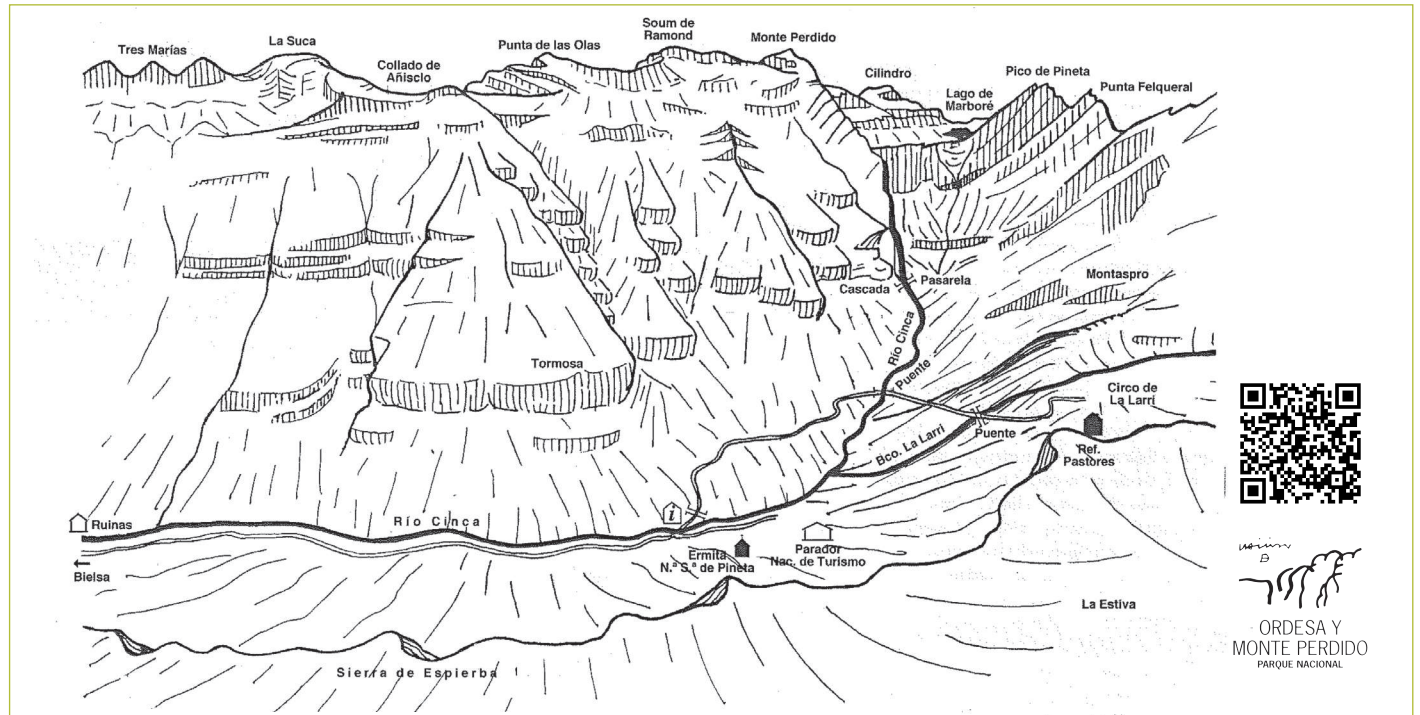 Tres Marías
La Suca
Collado de
Añisclo
Punta de las Olas
Soum de
Ramond
Monte Perdido
Cilindro
Lago de
Marboré
Pico de Pineta
Punta Felqueral
Montaspro
Cascada
Pasarela
Río Cinca
Puente
Tormosa
Circo de
La Larri
Puente
Bco. La Larri
Ref.
Pastores
Ruinas
Río Cinca
i
Bielsa
Ermita
N.ª S.ª de Pineta
Parador
Nac. de Turismo
La Estiva
Sierra de Espierba
ORDESA Y
MONTE PERDIDO
PARQUE NACIONAL